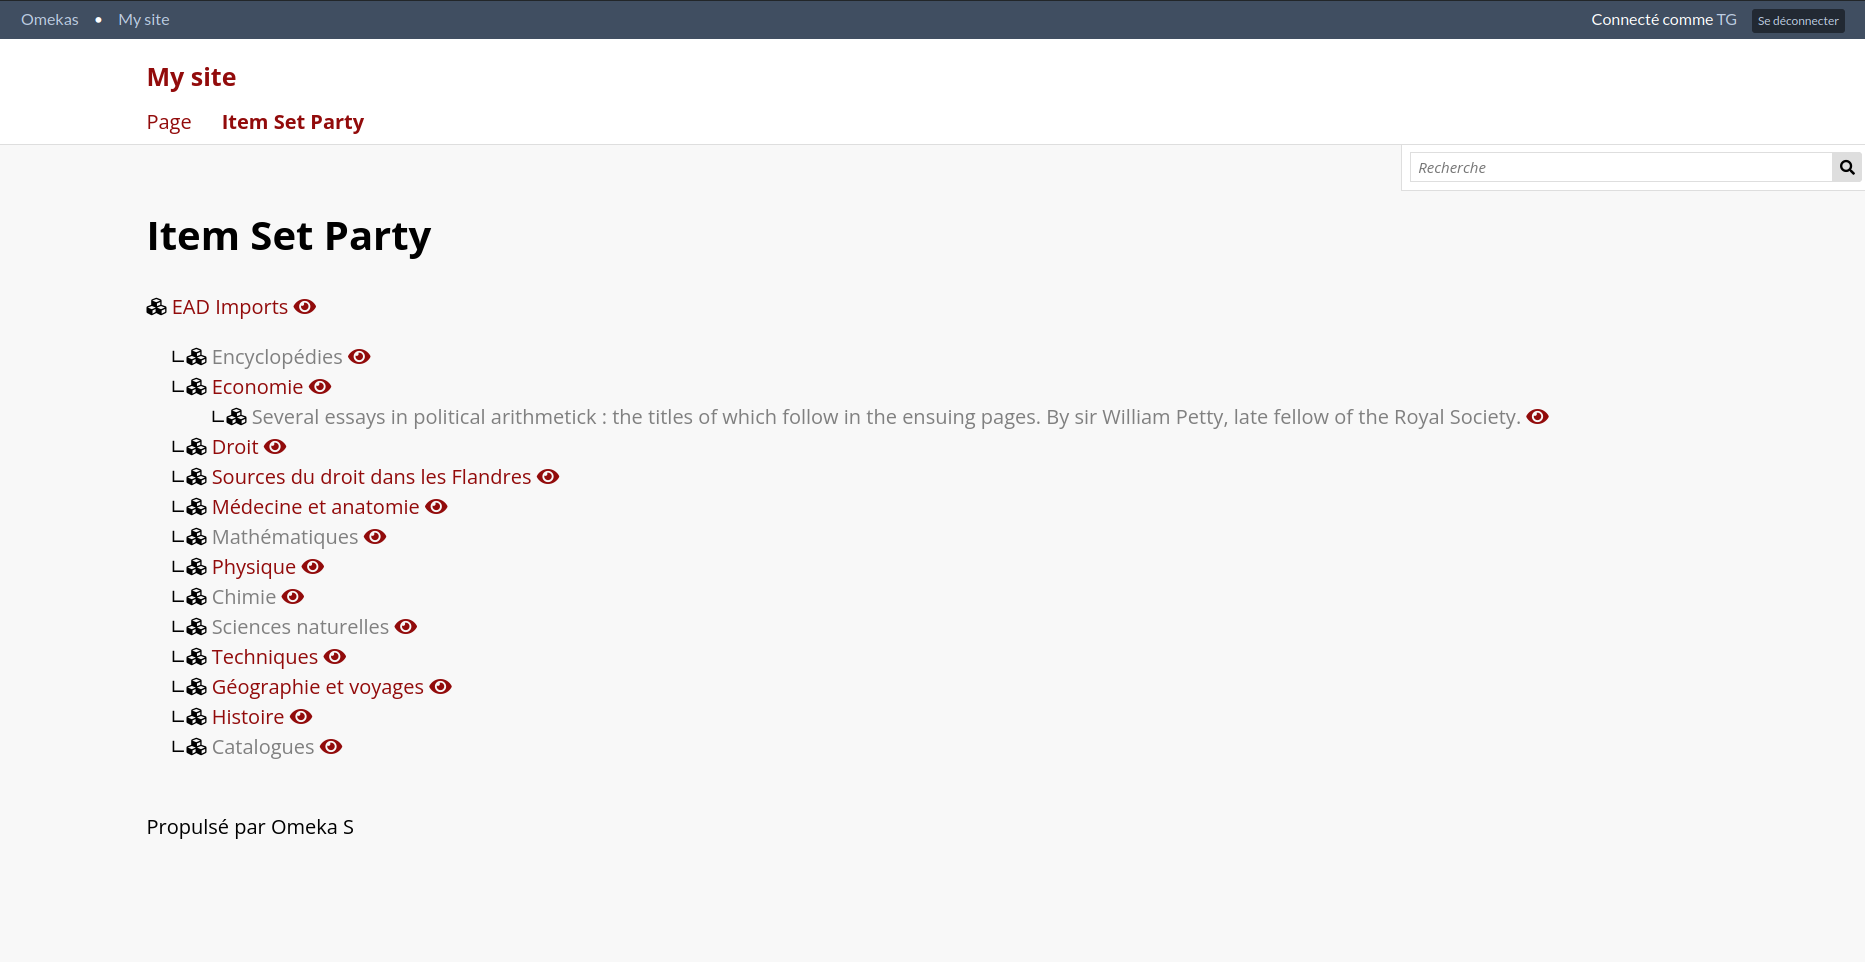 Omekas • My site
Connecté comme TG Se déconnecter
My site
Page Item Set Party
Recherche
Item Set Party
EAD Imports
Encyclopédies
Economie
Several essays in political arithmetick : the titles of which follow in the ensuing pages. By sir William Petty, late fellow of the Royal Society.
Droit
Sources du droit dans les Flandres
Médecine et anatomie
Mathématiques
Physique
Chimie
Sciences naturelles
Techniques
Géographie et voyages
Histoire
Catalogues
Propulsé par Omeka S